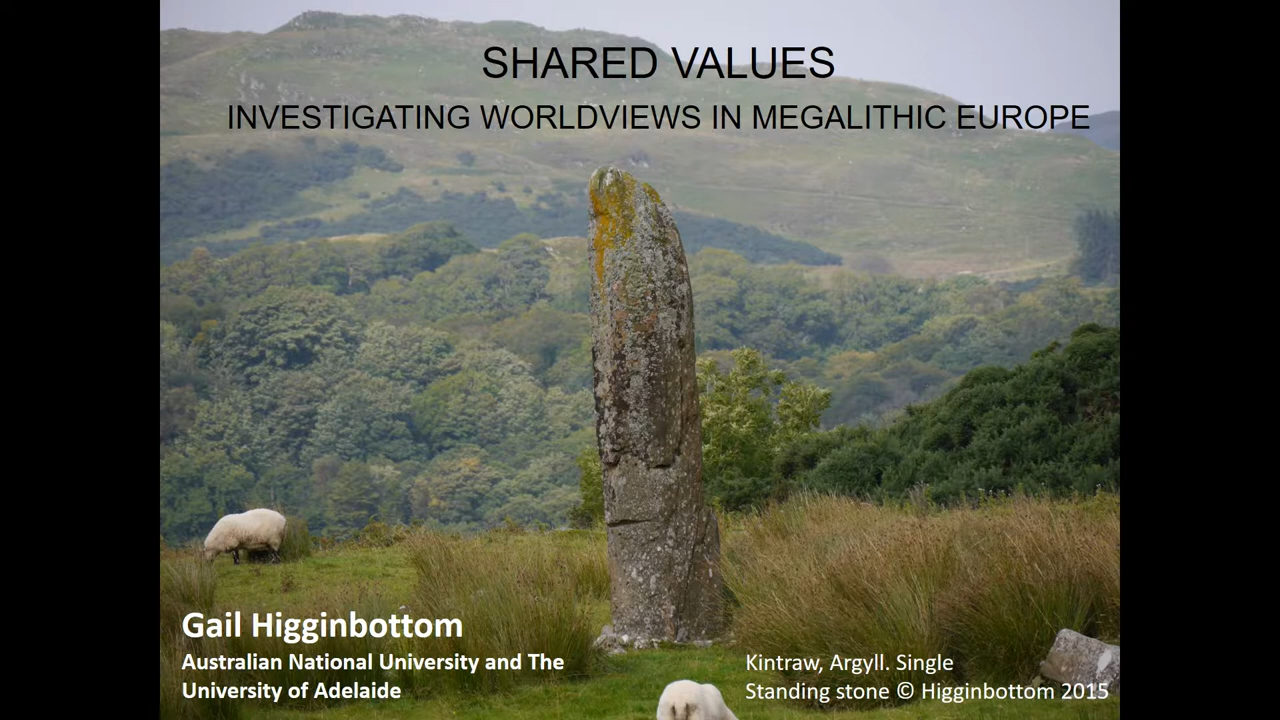 SHARED VALUES
INVESTIGATING WORLDVIEWS IN MEGALITHIC EUROPE
Gail Higginbottom
Australian National University and The
University of Adelaide
Kintraw, Argyll. Single
Standing stone © Higginbottom 2015